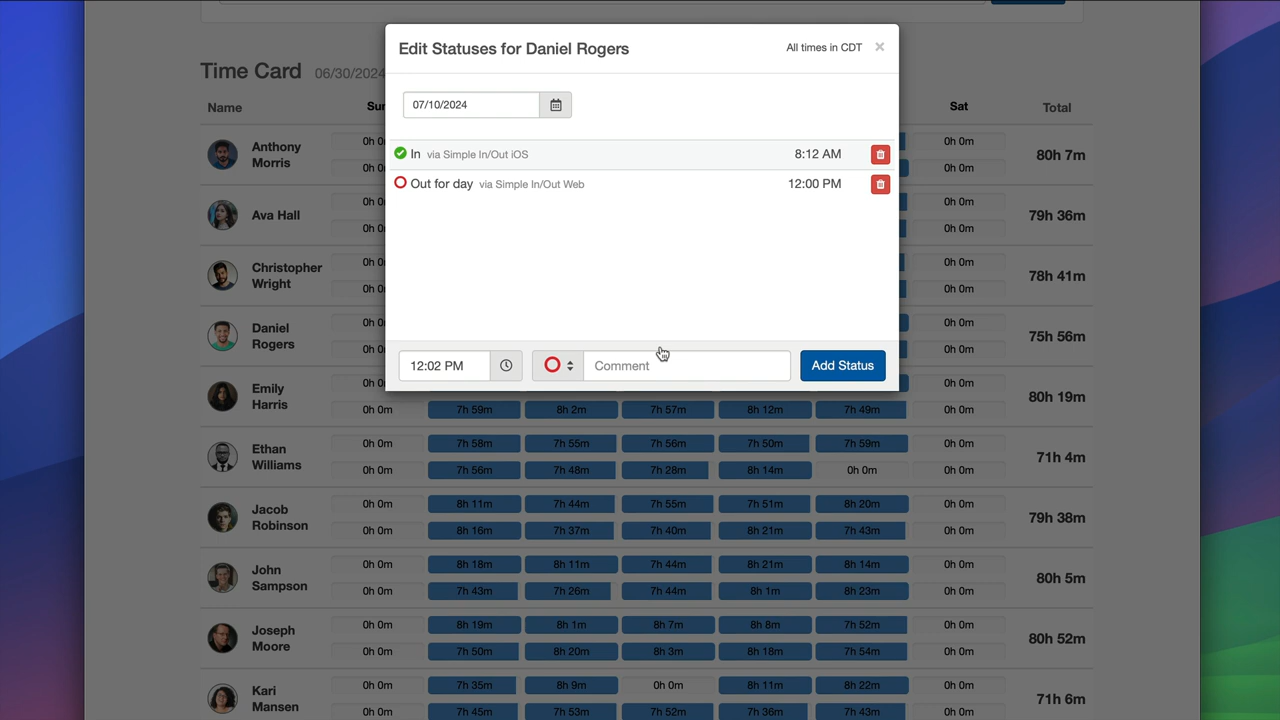 Edit Statuses for Daniel Rogers All times in CDT ×
07/10/2024
In via Simple In/Out iOS 8:12 AM
Out for day via Simple In/Out Web 12:00 PM
12:02 PM Comment Add Status
Time Card 06/30/2024
Name Sat Total
Anthony Morris 0h 0m 80h 7m
0h 0m
Ava Hall 0h 0m 79h 36m
0h 0m
Christopher Wright 0h 0m 78h 41m
0h 0m
Daniel Rogers 0h 0m 75h 56m
0h 0m
Emily Harris 0h 0m 80h 19m
0h 0m 7h 59m 8h 2m 7h 57m 8h 12m 7h 49m 0h 0m
Ethan Williams 0h 0m 7h 58m 7h 55m 7h 56m 7h 50m 7h 59m 0h 0m 71h 4m
0h 0m 7h 56m 7h 48m 7h 28m 8h 14m 0h 0m 0h 0m
Jacob Robinson 0h 0m 8h 11m 7h 44m 7h 55m 7h 51m 8h 20m 0h 0m 79h 38m
0h 0m 8h 16m 7h 37m 7h 40m 8h 21m 7h 43m 0h 0m
John Sampson 0h 0m 8h 18m 8h 11m 7h 44m 8h 21m 8h 14m 0h 0m 80h 5m
0h 0m 7h 43m 7h 26m 7h 44m 8h 1m 8h 23m 0h 0m
Joseph Moore 0h 0m 8h 19m 8h 1m 8h 7m 8h 8m 7h 52m 0h 0m 80h 52m
0h 0m 7h 50m 8h 20m 8h 3m 8h 18m 7h 54m 0h 0m
Kari Mansen 0h 0m 7h 35m 8h 9m 0h 0m 8h 11m 8h 22m 0h 0m 71h 6m
0h 0m 7h 45m 7h 53m 7h 52m 7h 36m 7h 43m 0h 0m